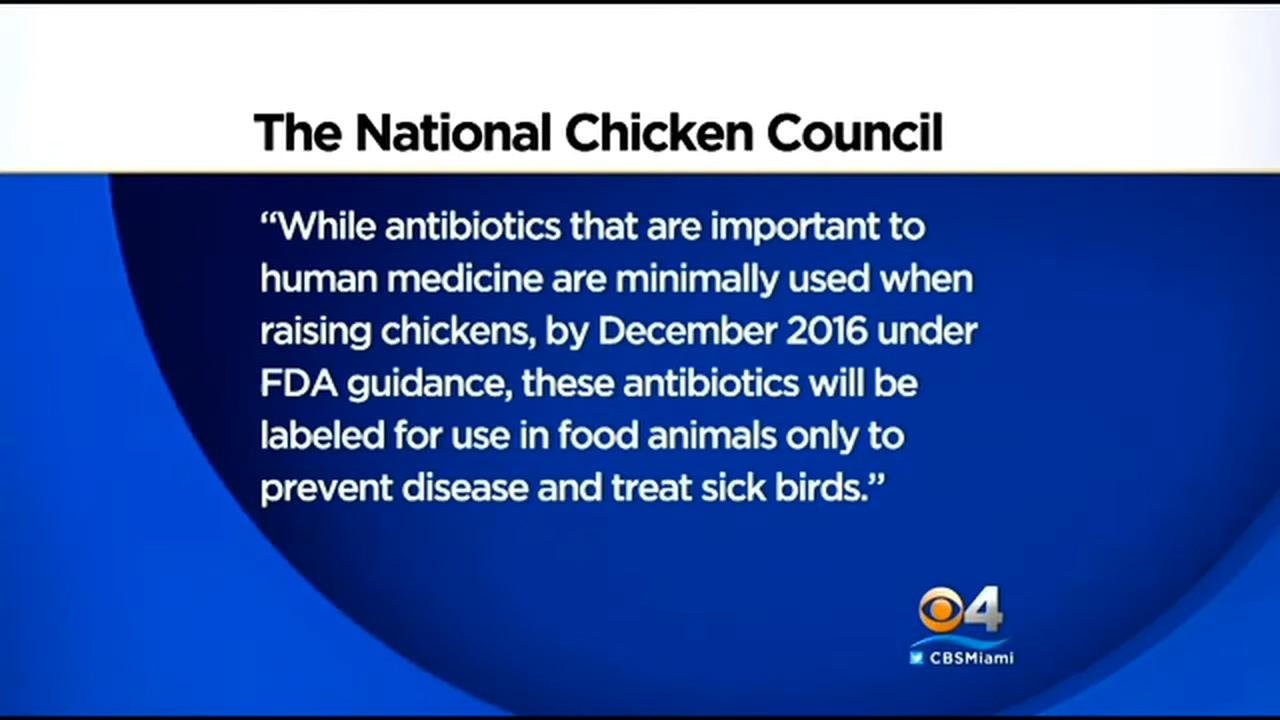 The National Chicken Council
“While antibiotics that are important to
human medicine are minimally used when
raising chickens, by December 2016 under
FDA guidance, these antibiotics will be
labeled for use in food animals only to
prevent disease and treat sick birds.”
4
CBSMiami